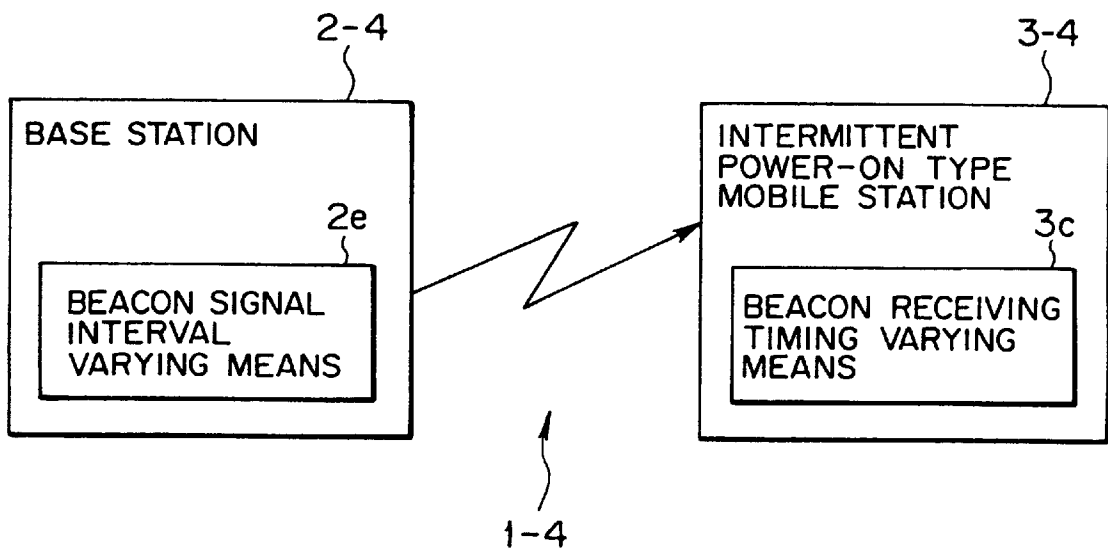 2-4
3-4
BASE STATION
INTERMITTENT
POWER-ON TYPE
MOBILE STATION
2e
3c
BEACON SIGNAL
INTERVAL
VARYING MEANS
BEACON RECEIVING
TIMING VARYING
MEANS
1-4